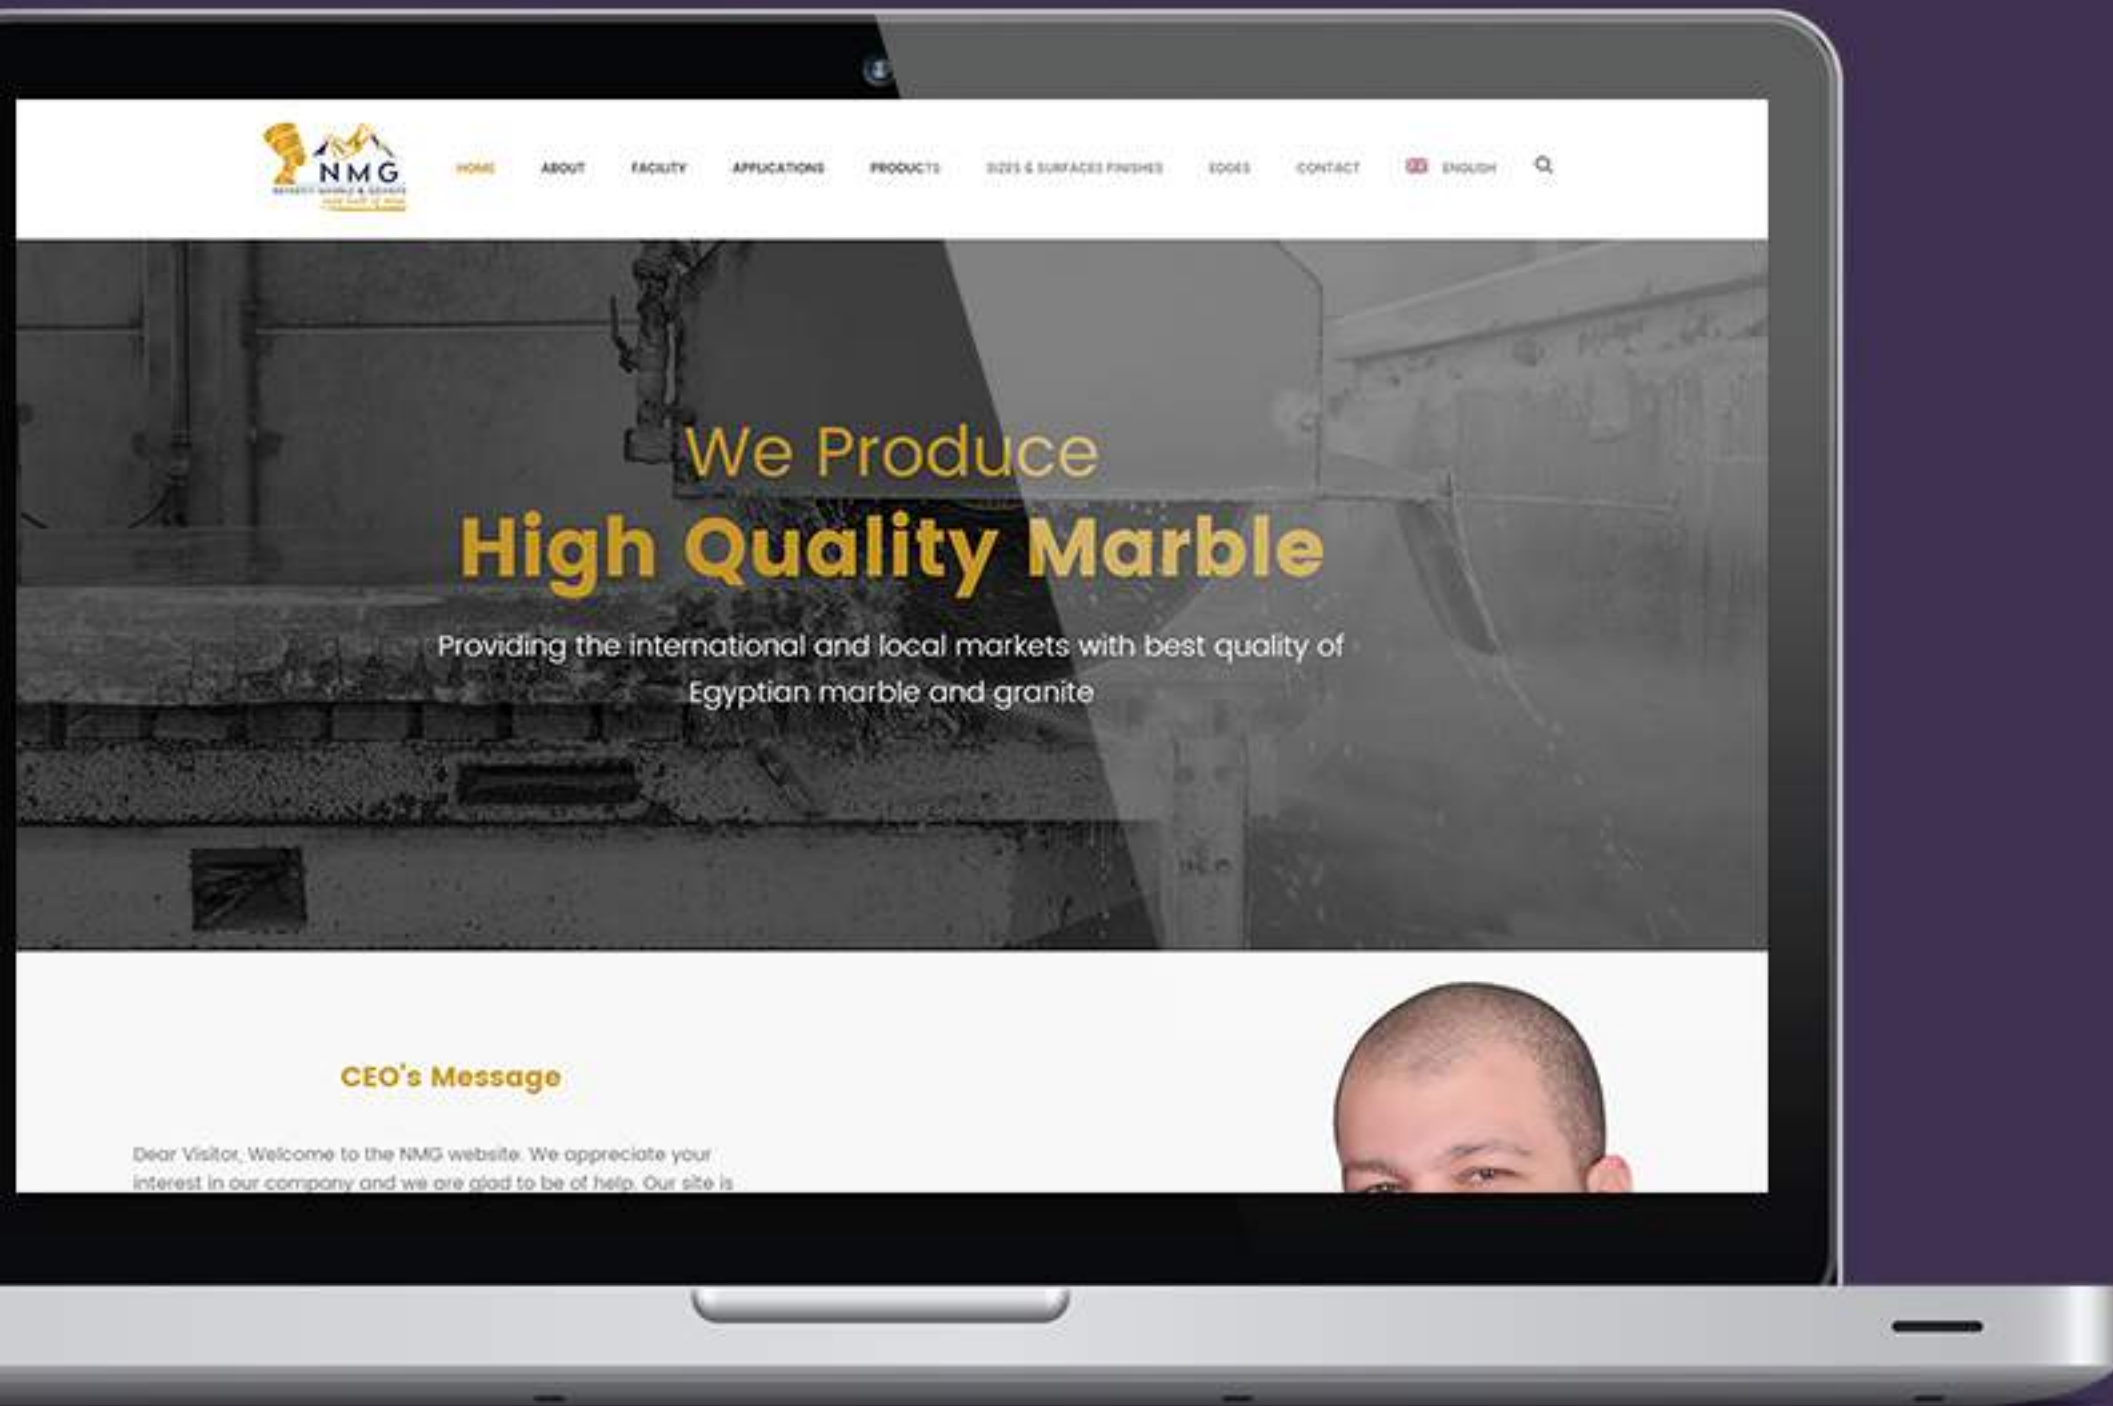 NMG
HOME ABOUT FACILITY APPLICATIONS PRODUCTS SIZES & SURFACES FINISHES EDGES CONTACT ENGLISH
We Produce
High Quality Marble
Providing the international and local markets with best quality of
Egyptian marble and granite
CEO's Message
Dear Visitor, Welcome to the NMG website. We appreciate your
interest in our company and we are glad to be of help. Our site is